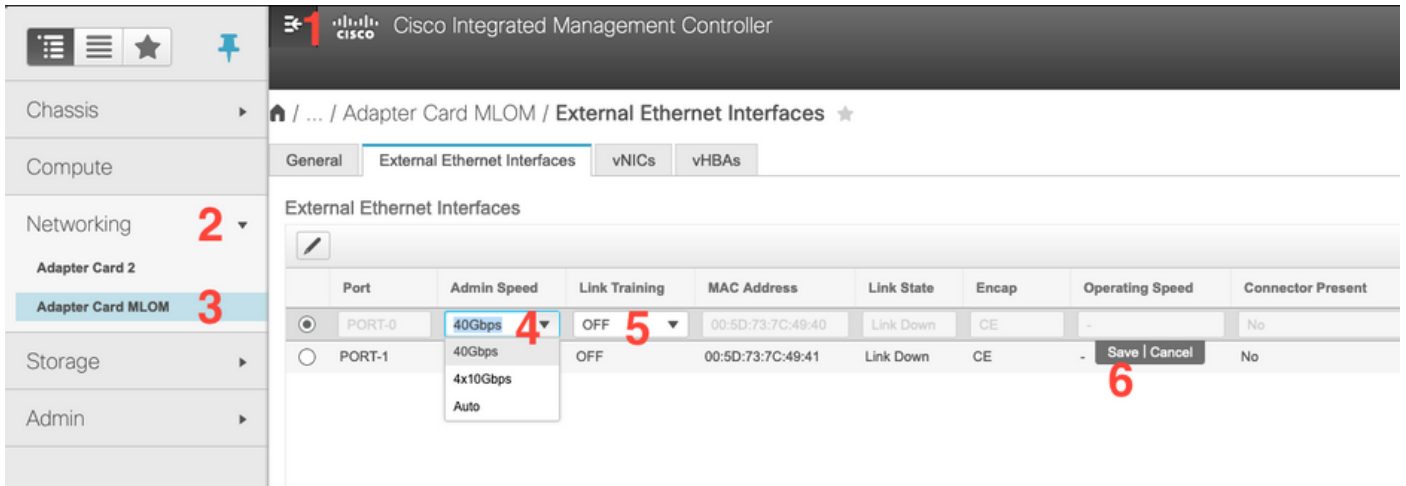 1 cisco Cisco Integrated Management Controller
Chassis
Compute
Networking 2
Adapter Card 2
Adapter Card MLOM 3
Storage
Admin
/ ... / Adapter Card MLOM / External Ethernet Interfaces
General External Ethernet Interfaces vNICs vHBAs
External Ethernet Interfaces
Port Admin Speed Link Training MAC Address Link State Encap Operating Speed Connector Present
PORT-0 40Gbps 4 OFF 5 00:5D:73:7C:49:40 Link Down CE - No
40Gbps
4x10Gbps
Auto
PORT-1 OFF 00:5D:73:7C:49:41 Link Down CE - No
Save | Cancel
6